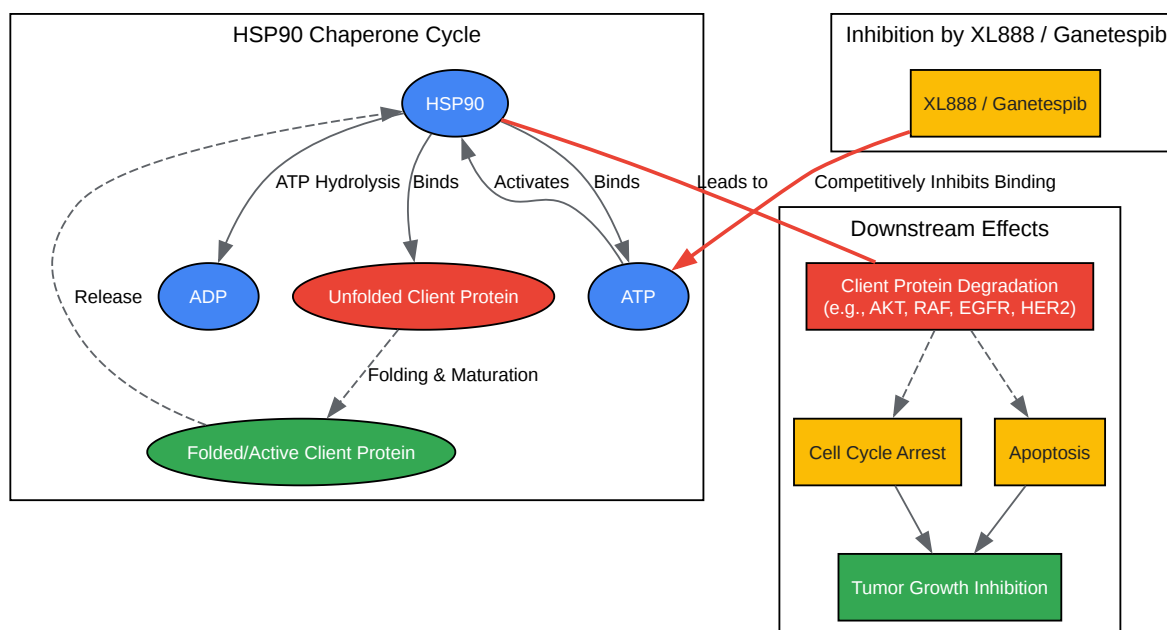 HSP90 Chaperone Cycle
Inhibition by XL888 / Ganetespib
HSP90
XL888 / Ganetespib
ATP Hydrolysis
Binds
Activates
Binds
Leads to
Competitively Inhibits Binding
Downstream Effects
Release
ADP
Unfolded Client Protein
ATP
Client Protein Degradation
(e.g., AKT, RAF, EGFR, HER2)
Folding & Maturation
Folded/Active Client Protein
Cell Cycle Arrest
Apoptosis
Tumor Growth Inhibition